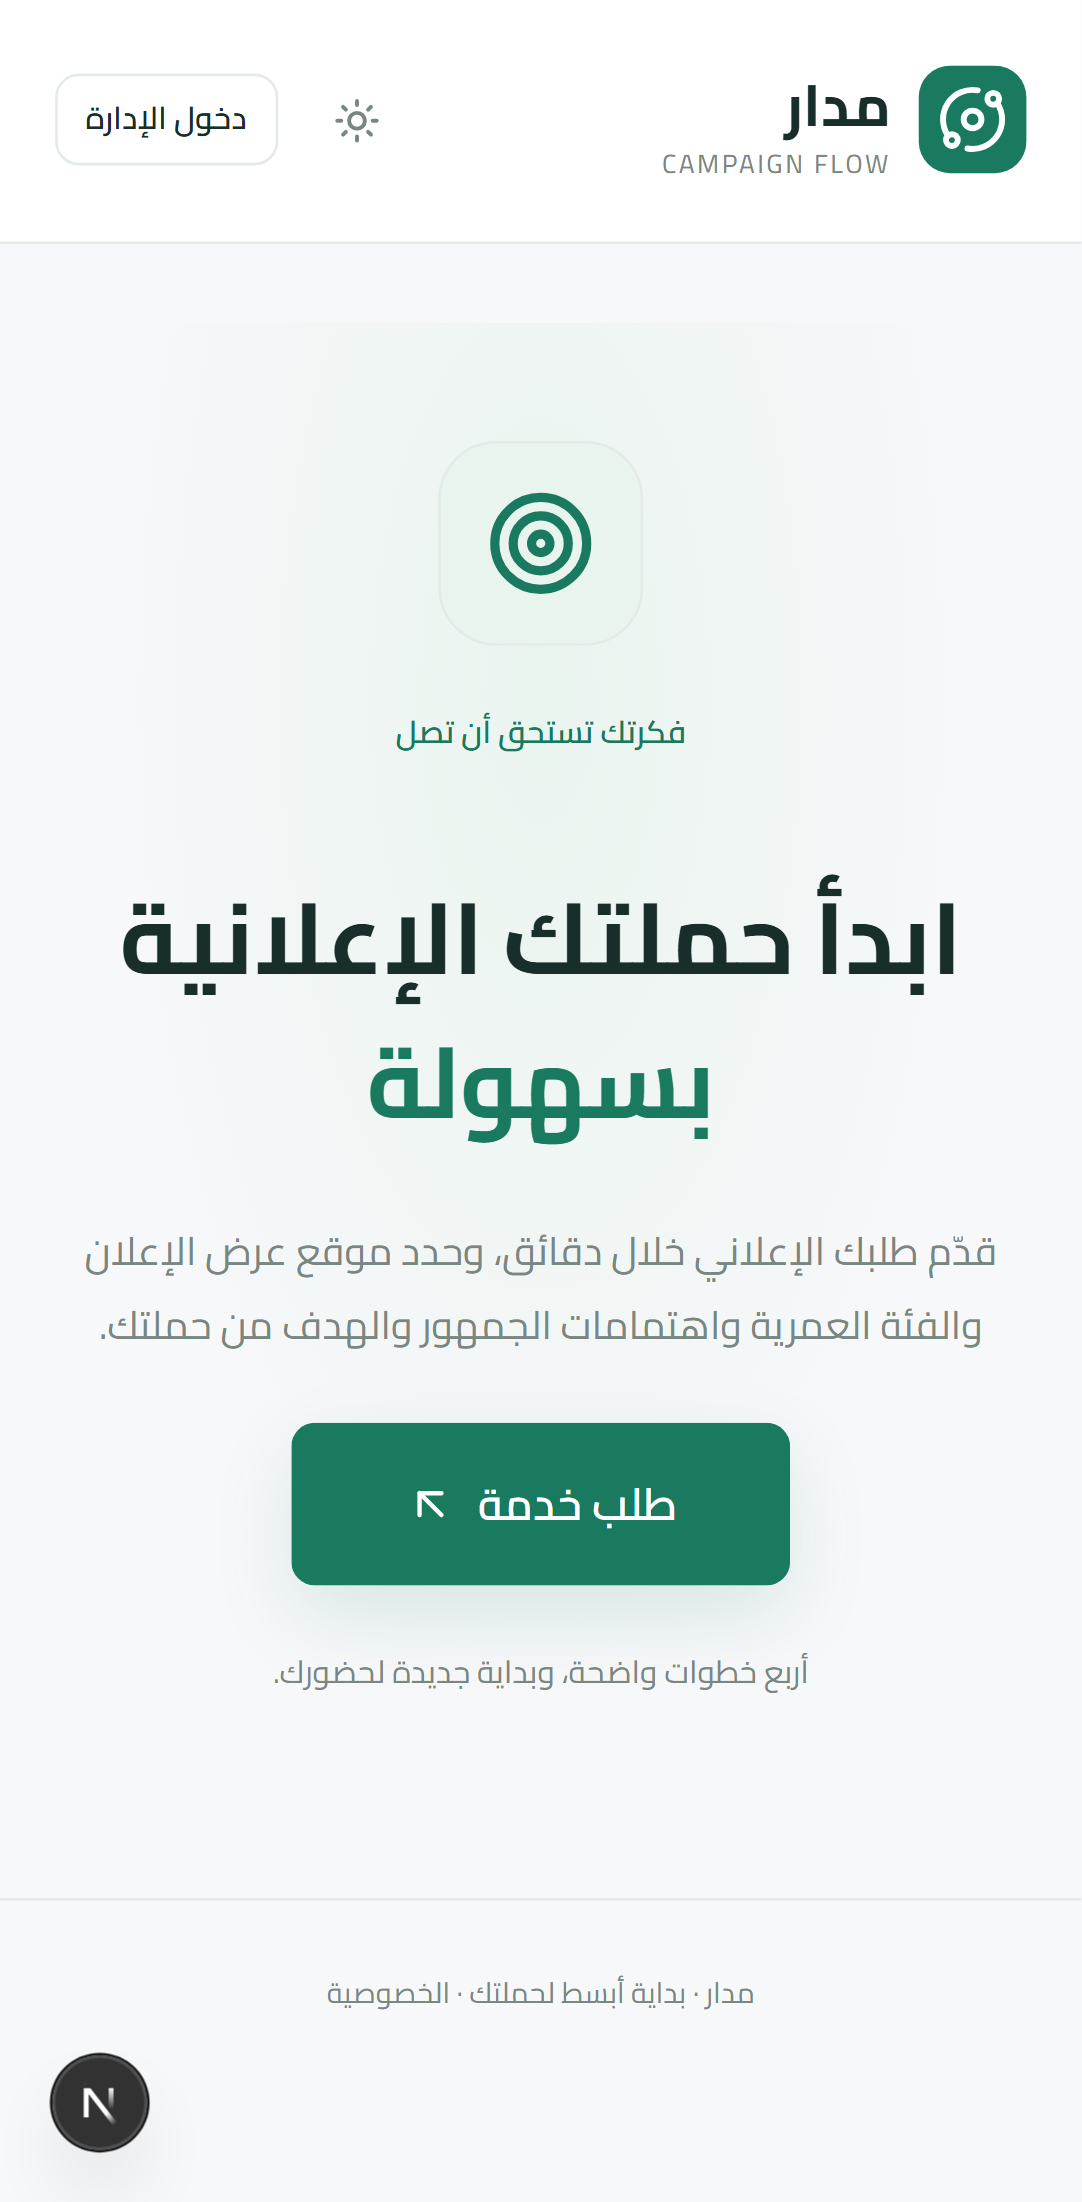 مدار
CAMPAIGN FLOW
دخول الإدارة
فكرتك تستحق أن تصل
ابدأ حملتك الإعلانية
بسهولة
قدّم طلبك الإعلاني خلال دقائق، وحدد موقع عرض الإعلان
والفئة العمرية واهتمامات الجمهور والهدف من حملتك.
طلب خدمة
أربع خطوات واضحة، وبداية جديدة لحضورك.
مدار · بداية أبسط لحملتك · الخصوصية
N